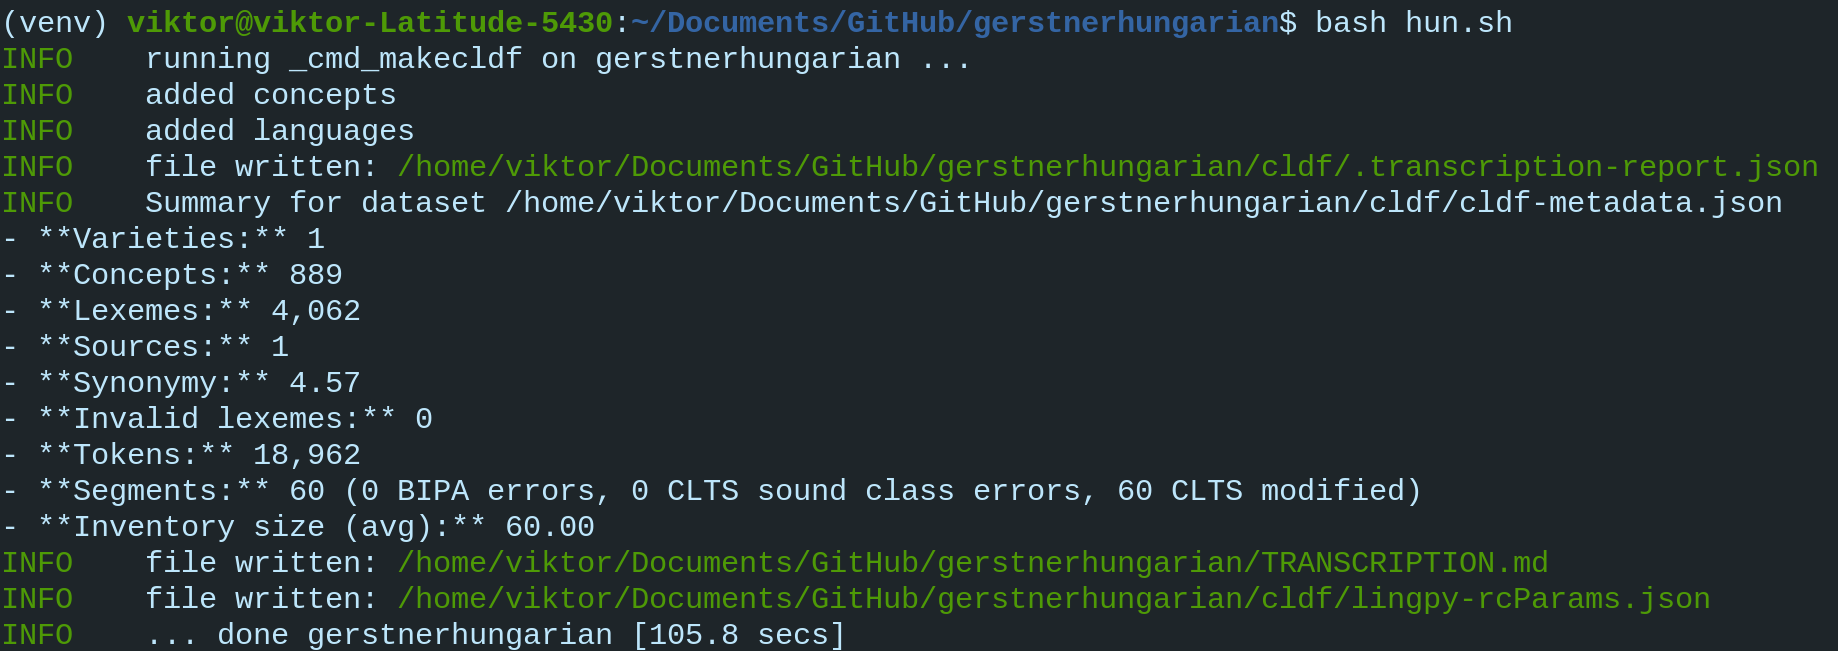 (venv) viktor@viktor-Latitude-5430:~/Documents/GitHub/gerstnerhungarian$ bash hun.sh
INFO    running _cmd_makecldf on gerstnerhungarian ...
INFO    added concepts
INFO    added languages
INFO    file written: /home/viktor/Documents/GitHub/gerstnerhungarian/cldf/.transcription-report.json
INFO    Summary for dataset /home/viktor/Documents/GitHub/gerstnerhungarian/cldf/cldf-metadata.json
- **Varieties:** 1
- **Concepts:** 889
- **Lexemes:** 4,062
- **Sources:** 1
- **Synonymy:** 4.57
- **Invalid lexemes:** 0
- **Tokens:** 18,962
- **Segments:** 60 (0 BIPA errors, 0 CLTS sound class errors, 60 CLTS modified)
- **Inventory size (avg):** 60.00
INFO    file written: /home/viktor/Documents/GitHub/gerstnerhungarian/TRANSCRIPTION.md
INFO    file written: /home/viktor/Documents/GitHub/gerstnerhungarian/cldf/lingpy-rcParams.json
INFO    ... done gerstnerhungarian [105.8 secs]